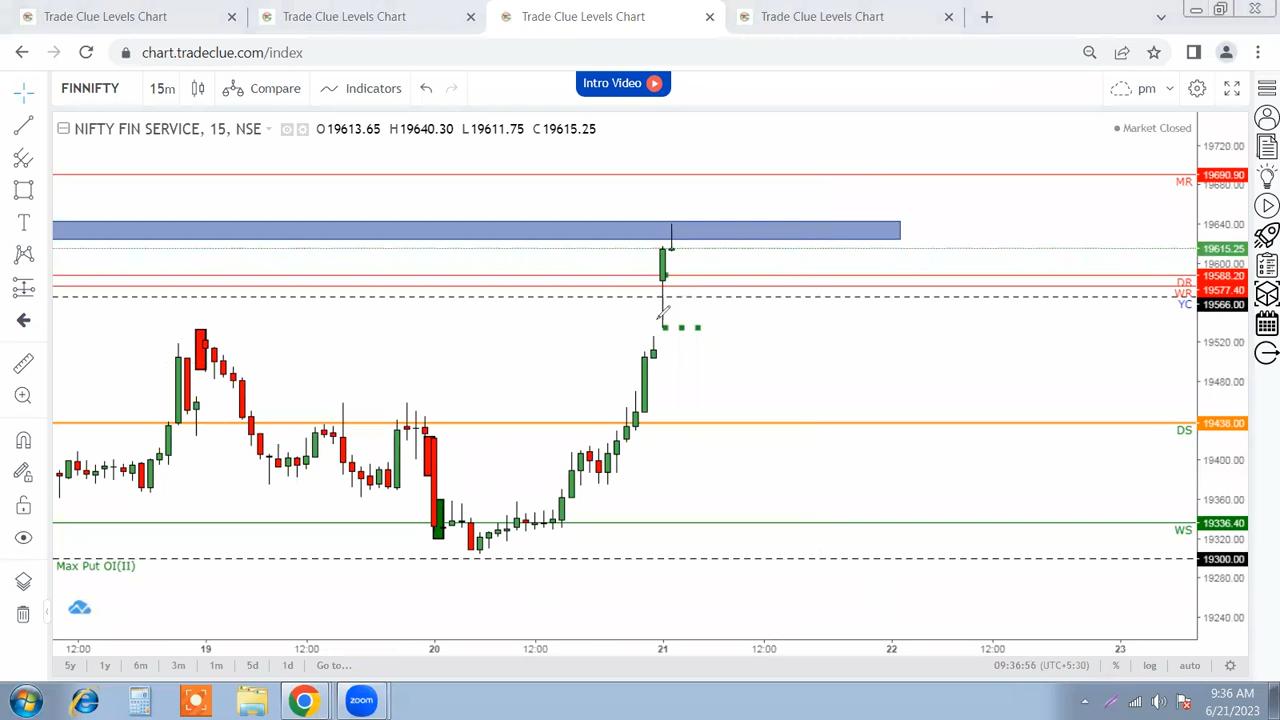 Trade Clue Levels Chart
Trade Clue Levels Chart
Trade Clue Levels Chart
Trade Clue Levels Chart
chart.tradeclue.com/index
FINNIFTY
15m
Compare
Indicators
Intro Video
pm
NIFTY FIN SERVICE, 15, NSE
O19613.65 H19640.30 L19611.75 C19615.25
Market Closed
19720.00
19690.90
MR
19680.00
19640.00
19615.25
19600.00
19588.20
DR
19577.40
WR
YC
19566.00
19520.00
19480.00
19438.00
DS
19400.00
19360.00
19336.40
WS
19320.00
19300.00
Max Put OI(II)
19280.00
19240.00
12:00 19 12:00 20 12:00 21 12:00 22 12:00 23
5y 1y 6m 3m 1m 5d 1d Go to...
09:36:56 (UTC+5:30) % log auto
zoom
9:36 AM
6/21/2023